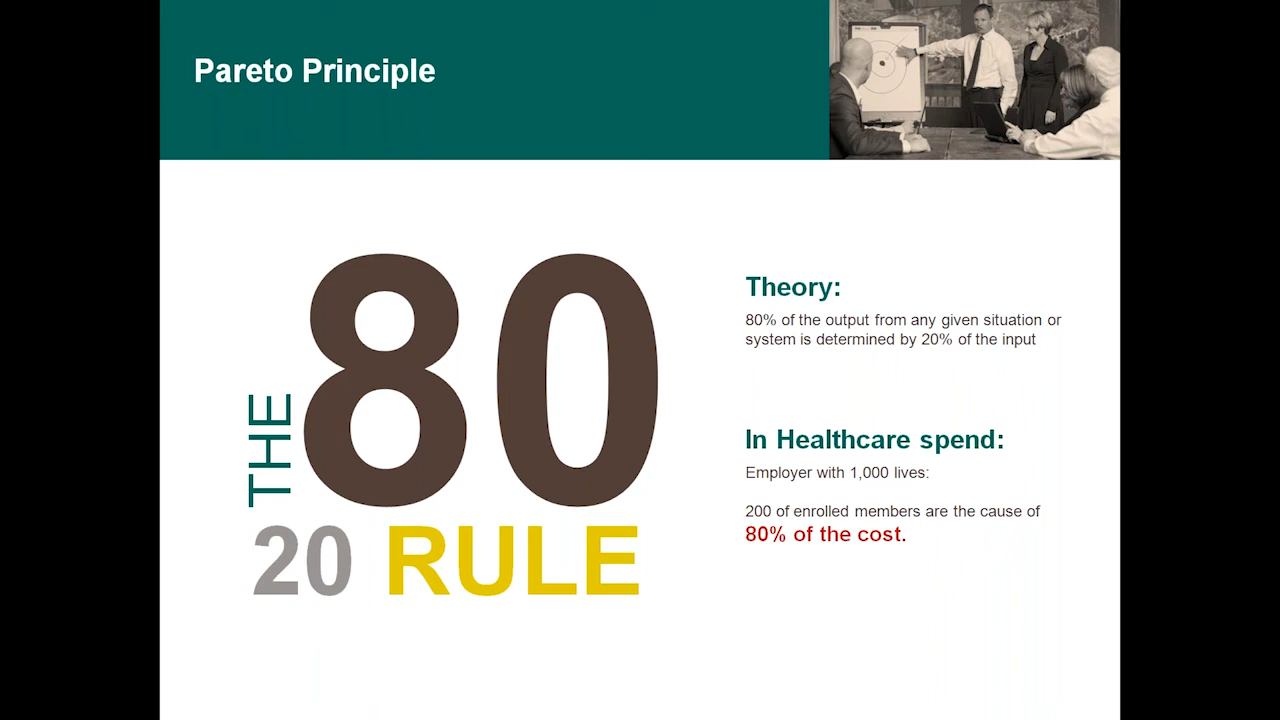 Pareto Principle
THE
80
20 RULE
Theory:
80% of the output from any given situation or
system is determined by 20% of the input
In Healthcare spend:
Employer with 1,000 lives:
200 of enrolled members are the cause of
80% of the cost.